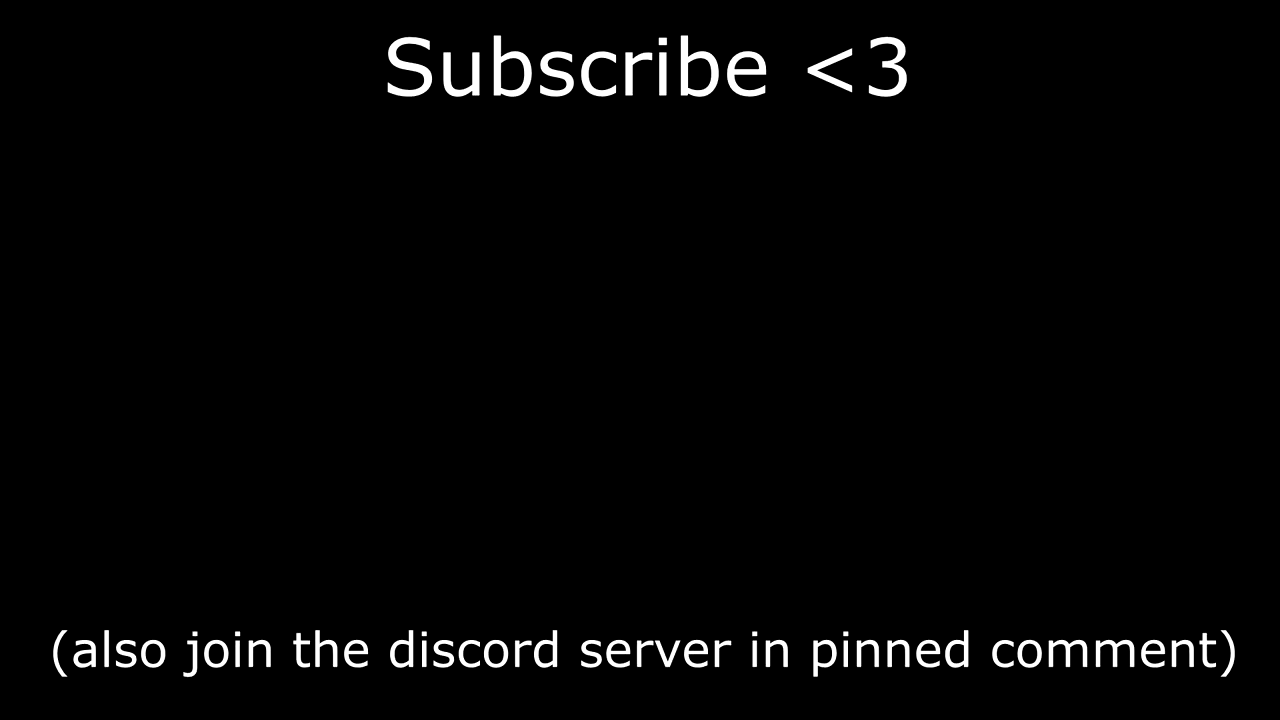 Subscribe <3
(also join the discord server in pinned comment)